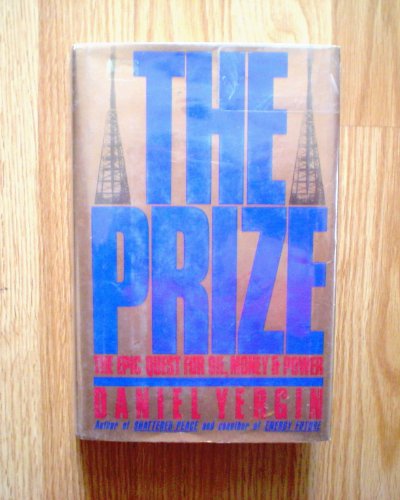 THE
PRIZE
THE EPIC QUEST FOR OIL, MONEY & POWER
DANIEL YERGIN
Author of SHATTERED PEACE and coauthor of ENERGY FUTURE